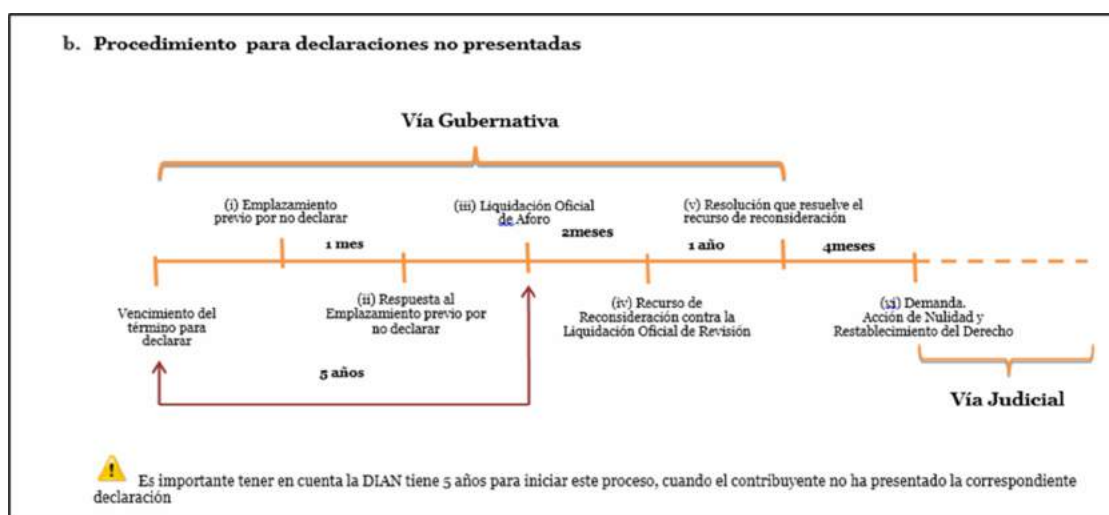 b. Procedimiento para declaraciones no presentadas
Vía Gubernativa
(i) Emplazamiento
previo por no declarar
(iii) Liquidación Oficial
de Aforo
(v) Resolución que resuelve el
recurso de reconsideración
1 mes
2meses
1 año
4meses
Vencimiento del
término para
declarar
(ii) Respuesta al
Emplazamiento previo por
no declarar
(iv) Recurso de
Reconsideración contra la
Liquidación Oficial de Revisión
(vi) Demanda.
Acción de Nulidad y
Restablecimiento del Derecho
5 años
Vía Judicial
Es importante tener en cuenta la DIAN tiene 5 años para iniciar este proceso, cuando el contribuyente no ha presentado la correspondiente
declaración